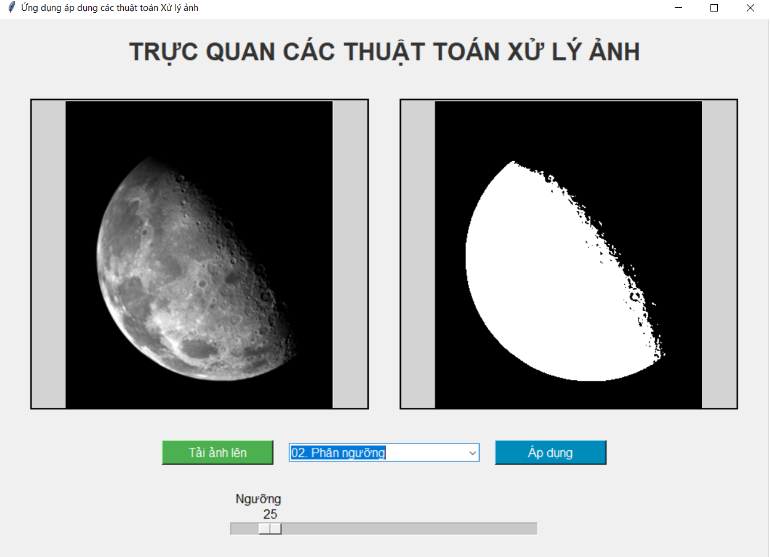 Ứng dụng áp dụng các thuật toán Xử lý ảnh
TRỰC QUAN CÁC THUẬT TOÁN XỬ LÝ ẢNH
Tải ảnh lên
02. Phân ngưỡng
Áp dụng
Ngưỡng
25